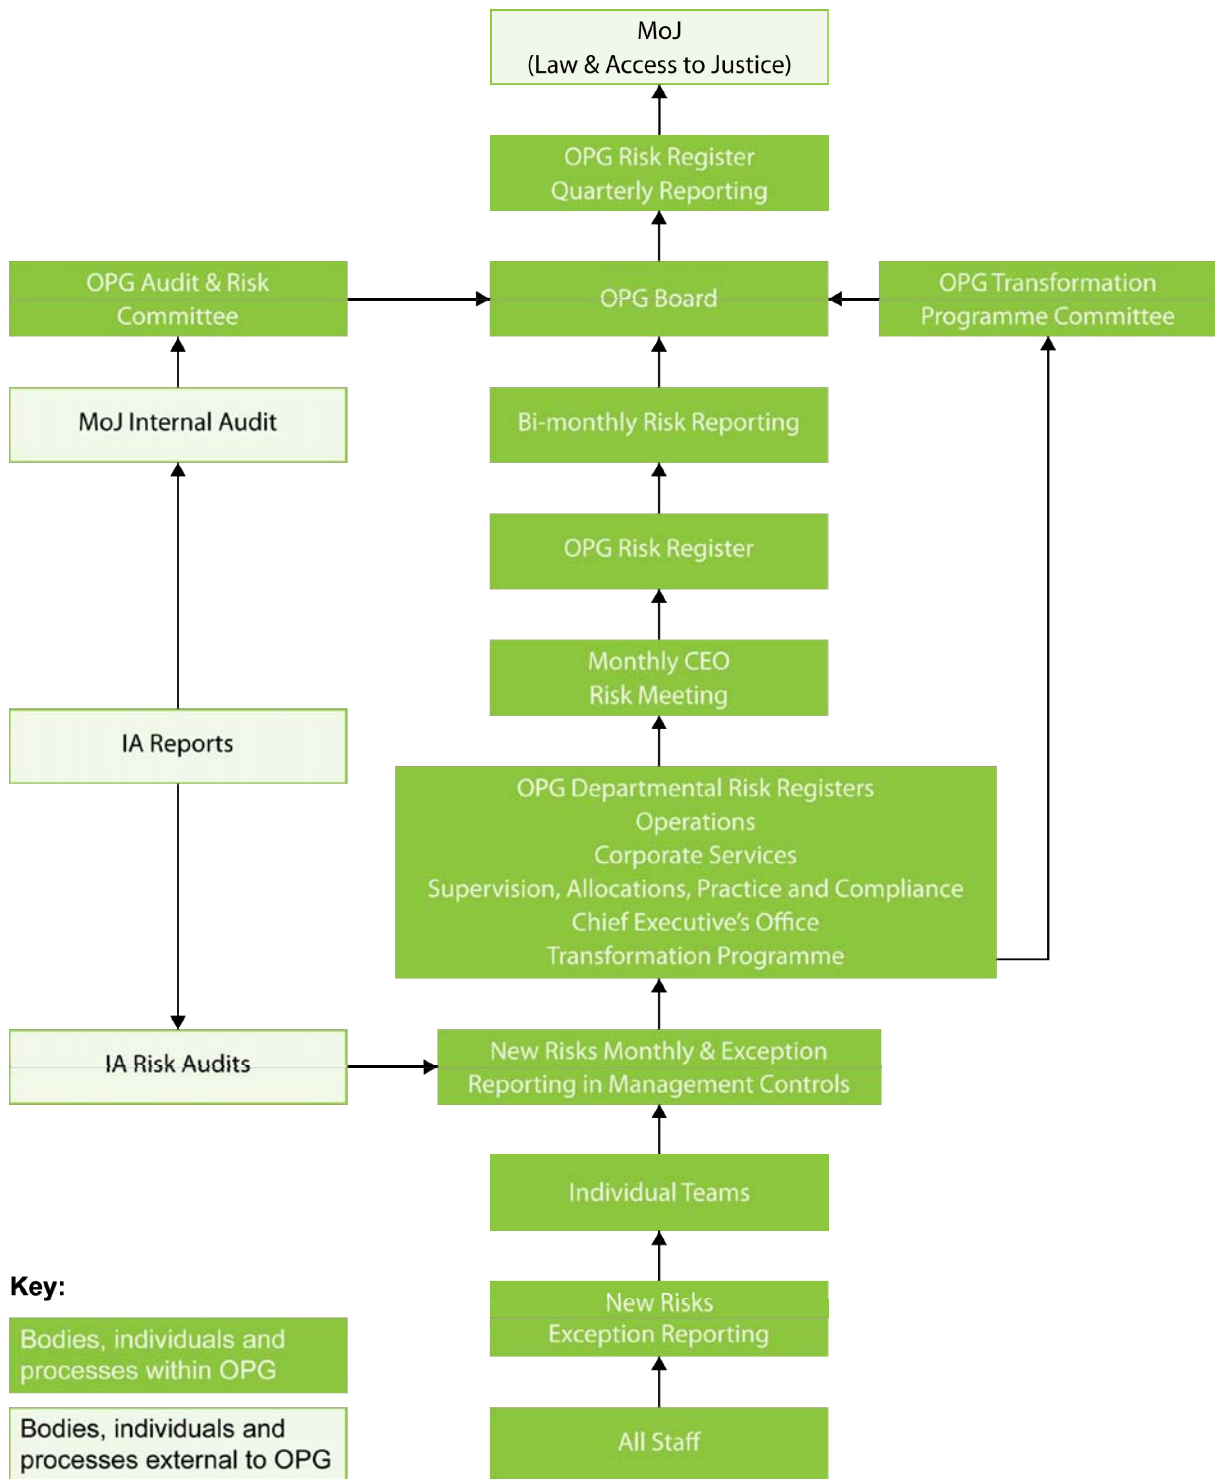 MoJ
(Law & Access to Justice)
OPG Risk Register
Quarterly Reporting
OPG Audit & Risk
Committee
OPG Board
OPG Transformation
Programme Committee
MoJ Internal Audit
Bi-monthly Risk Reporting
OPG Risk Register
Monthly CEO
Risk Meeting
IA Reports
OPG Departmental Risk Registers
Operations
Corporate Services
Supervision, Allocations, Practice and Compliance
Chief Executive's Office
Transformation Programme
IA Risk Audits
New Risks Monthly & Exception
Reporting in Management Controls
Individual Teams
New Risks
Exception Reporting
All Staff
Key:
Bodies, individuals and
processes within OPG
Bodies, individuals and
processes external to OPG